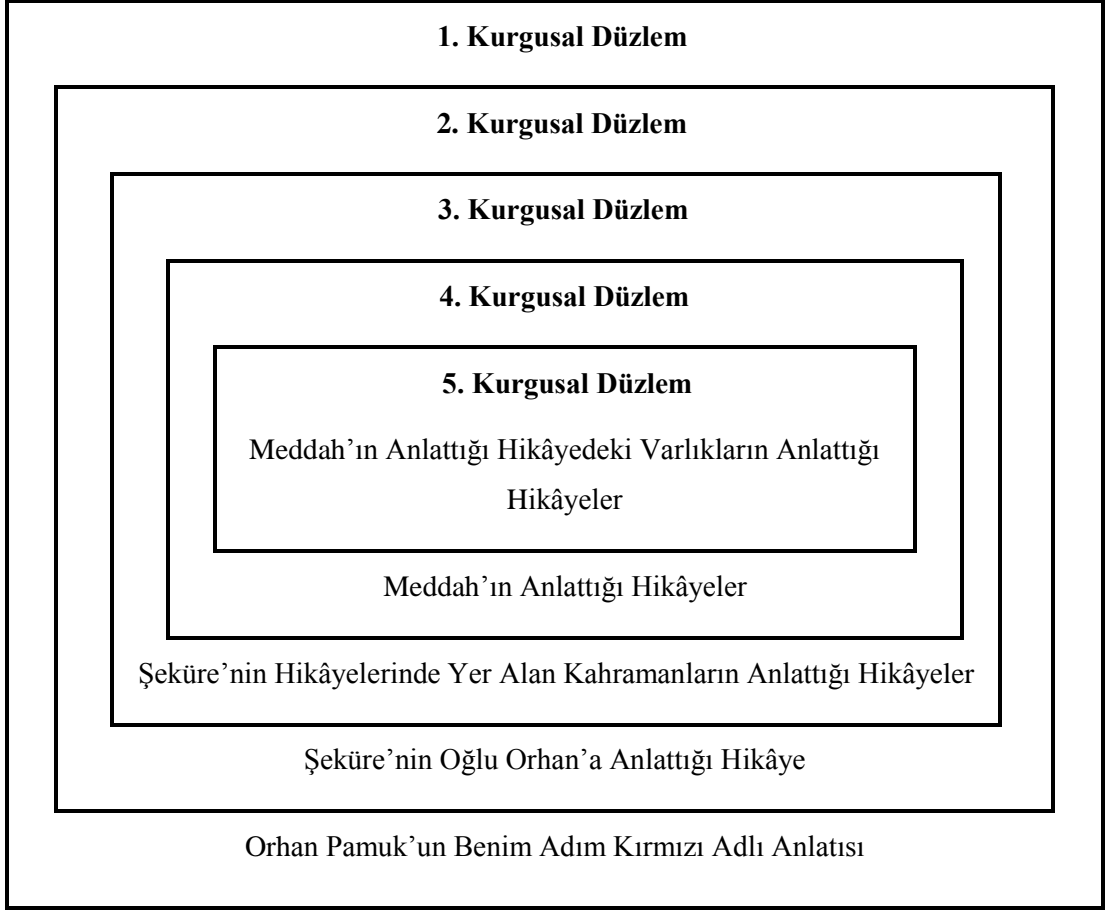 1. Kurgusal Düzlem
2. Kurgusal Düzlem
3. Kurgusal Düzlem
4. Kurgusal Düzlem
5. Kurgusal Düzlem
Meddah’ın Anlattığı Hikâyedeki Varlıkların Anlattığı
Hikâyeler
Meddah’ın Anlattığı Hikâyeler
Şeküre’nin Hikâyelerinde Yer Alan Kahramanların Anlattığı Hikâyeler
Şeküre’nin Oğlu Orhan’a Anlattığı Hikâye
Orhan Pamuk’un Benim Adım Kırmızı Adlı Anlatısı